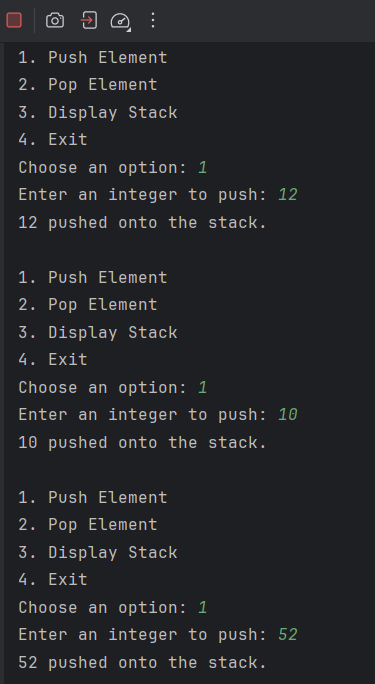 1. Push Element
2. Pop Element
3. Display Stack
4. Exit
Choose an option: 1
Enter an integer to push: 12
12 pushed onto the stack.
1. Push Element
2. Pop Element
3. Display Stack
4. Exit
Choose an option: 1
Enter an integer to push: 10
10 pushed onto the stack.
1. Push Element
2. Pop Element
3. Display Stack
4. Exit
Choose an option: 1
Enter an integer to push: 52
52 pushed onto the stack.